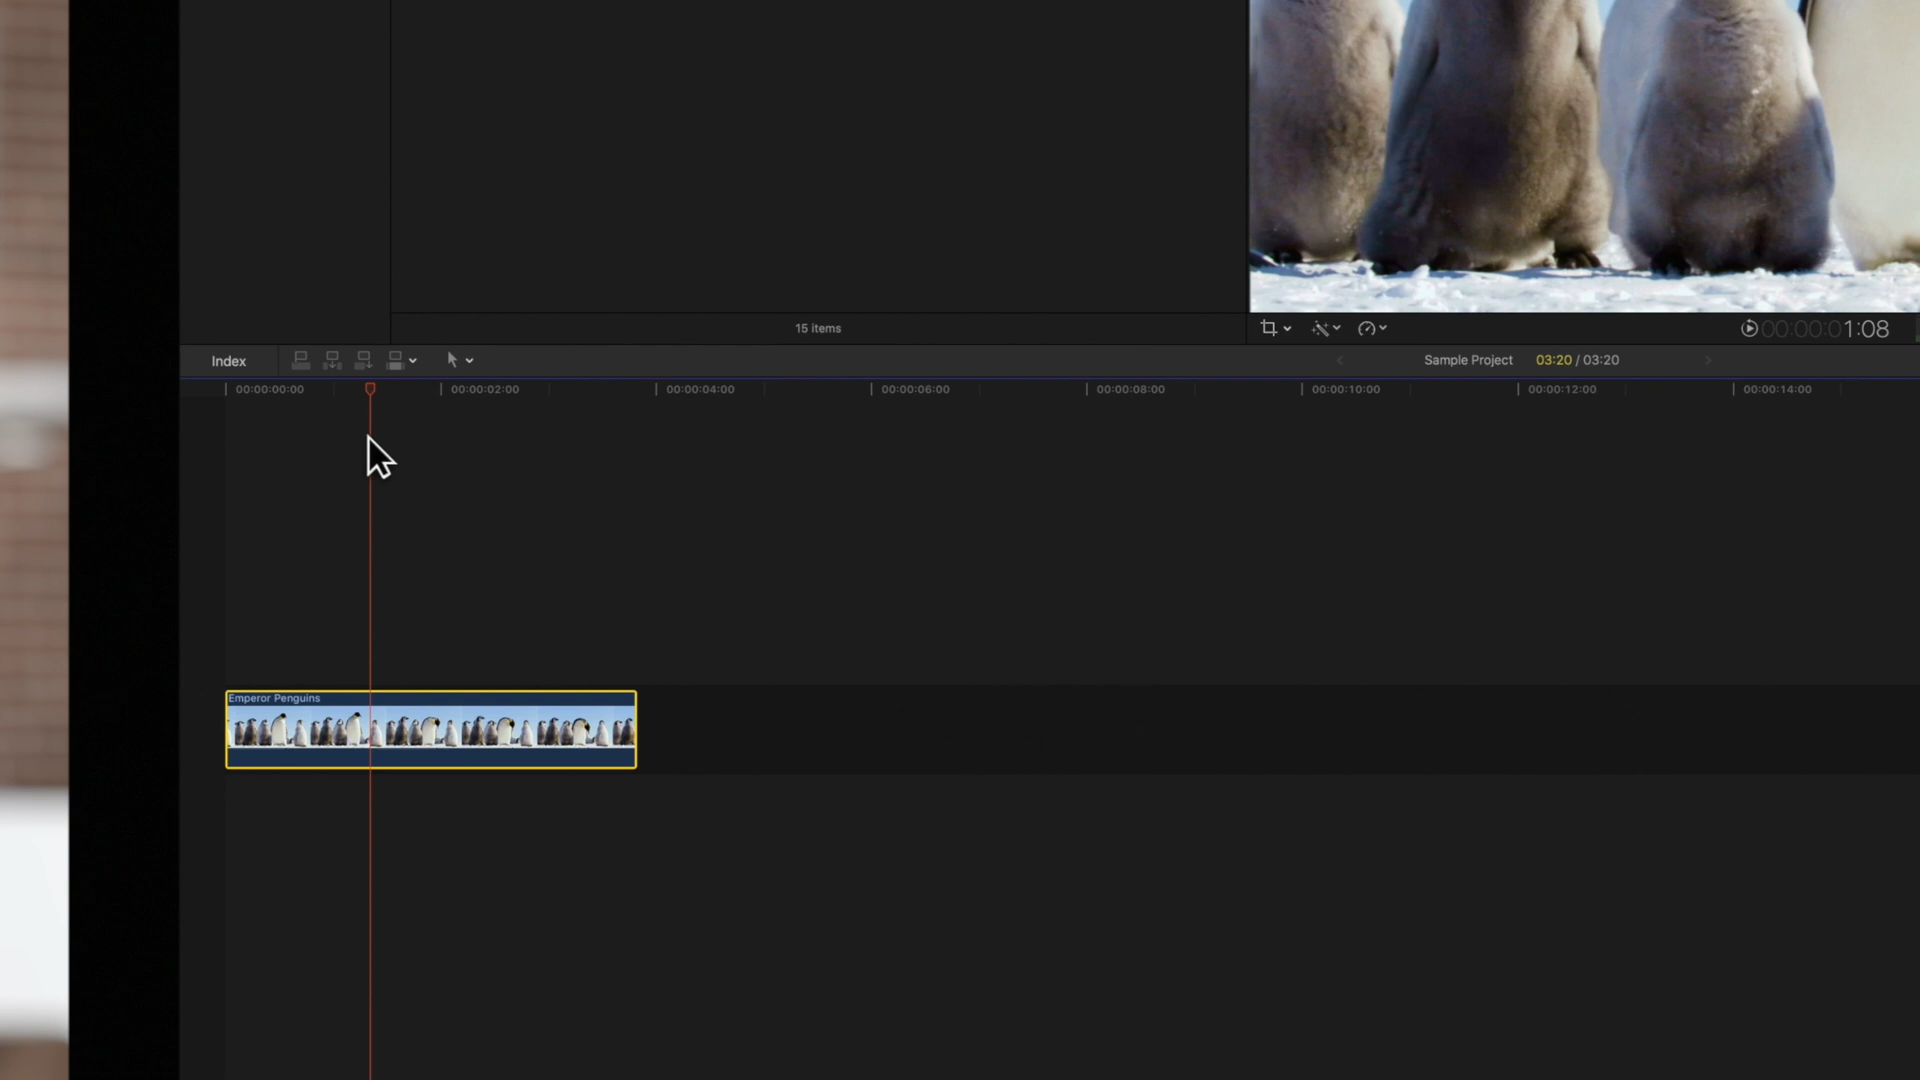 15 items
00:00:01:08
Index
Sample Project
03:20 / 03:20
00:00:00:00
00:00:02:00
00:00:04:00
00:00:06:00
00:00:08:00
00:00:10:00
00:00:12:00
00:00:14:00
Emperor Penguins